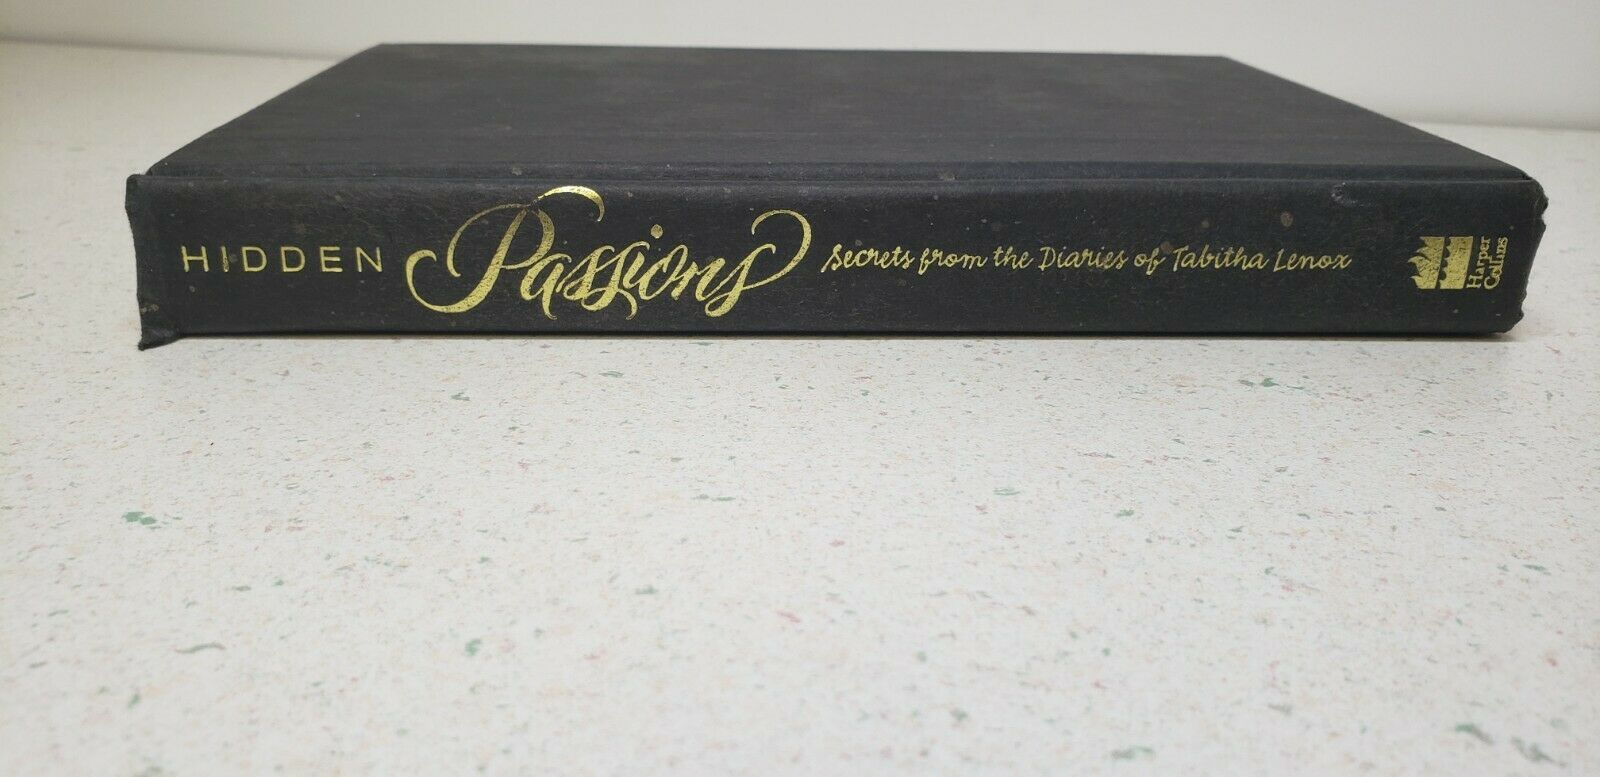 HIDDEN Passions Secrets from the Diaries of Tabitha Lenox
Harper
Collins